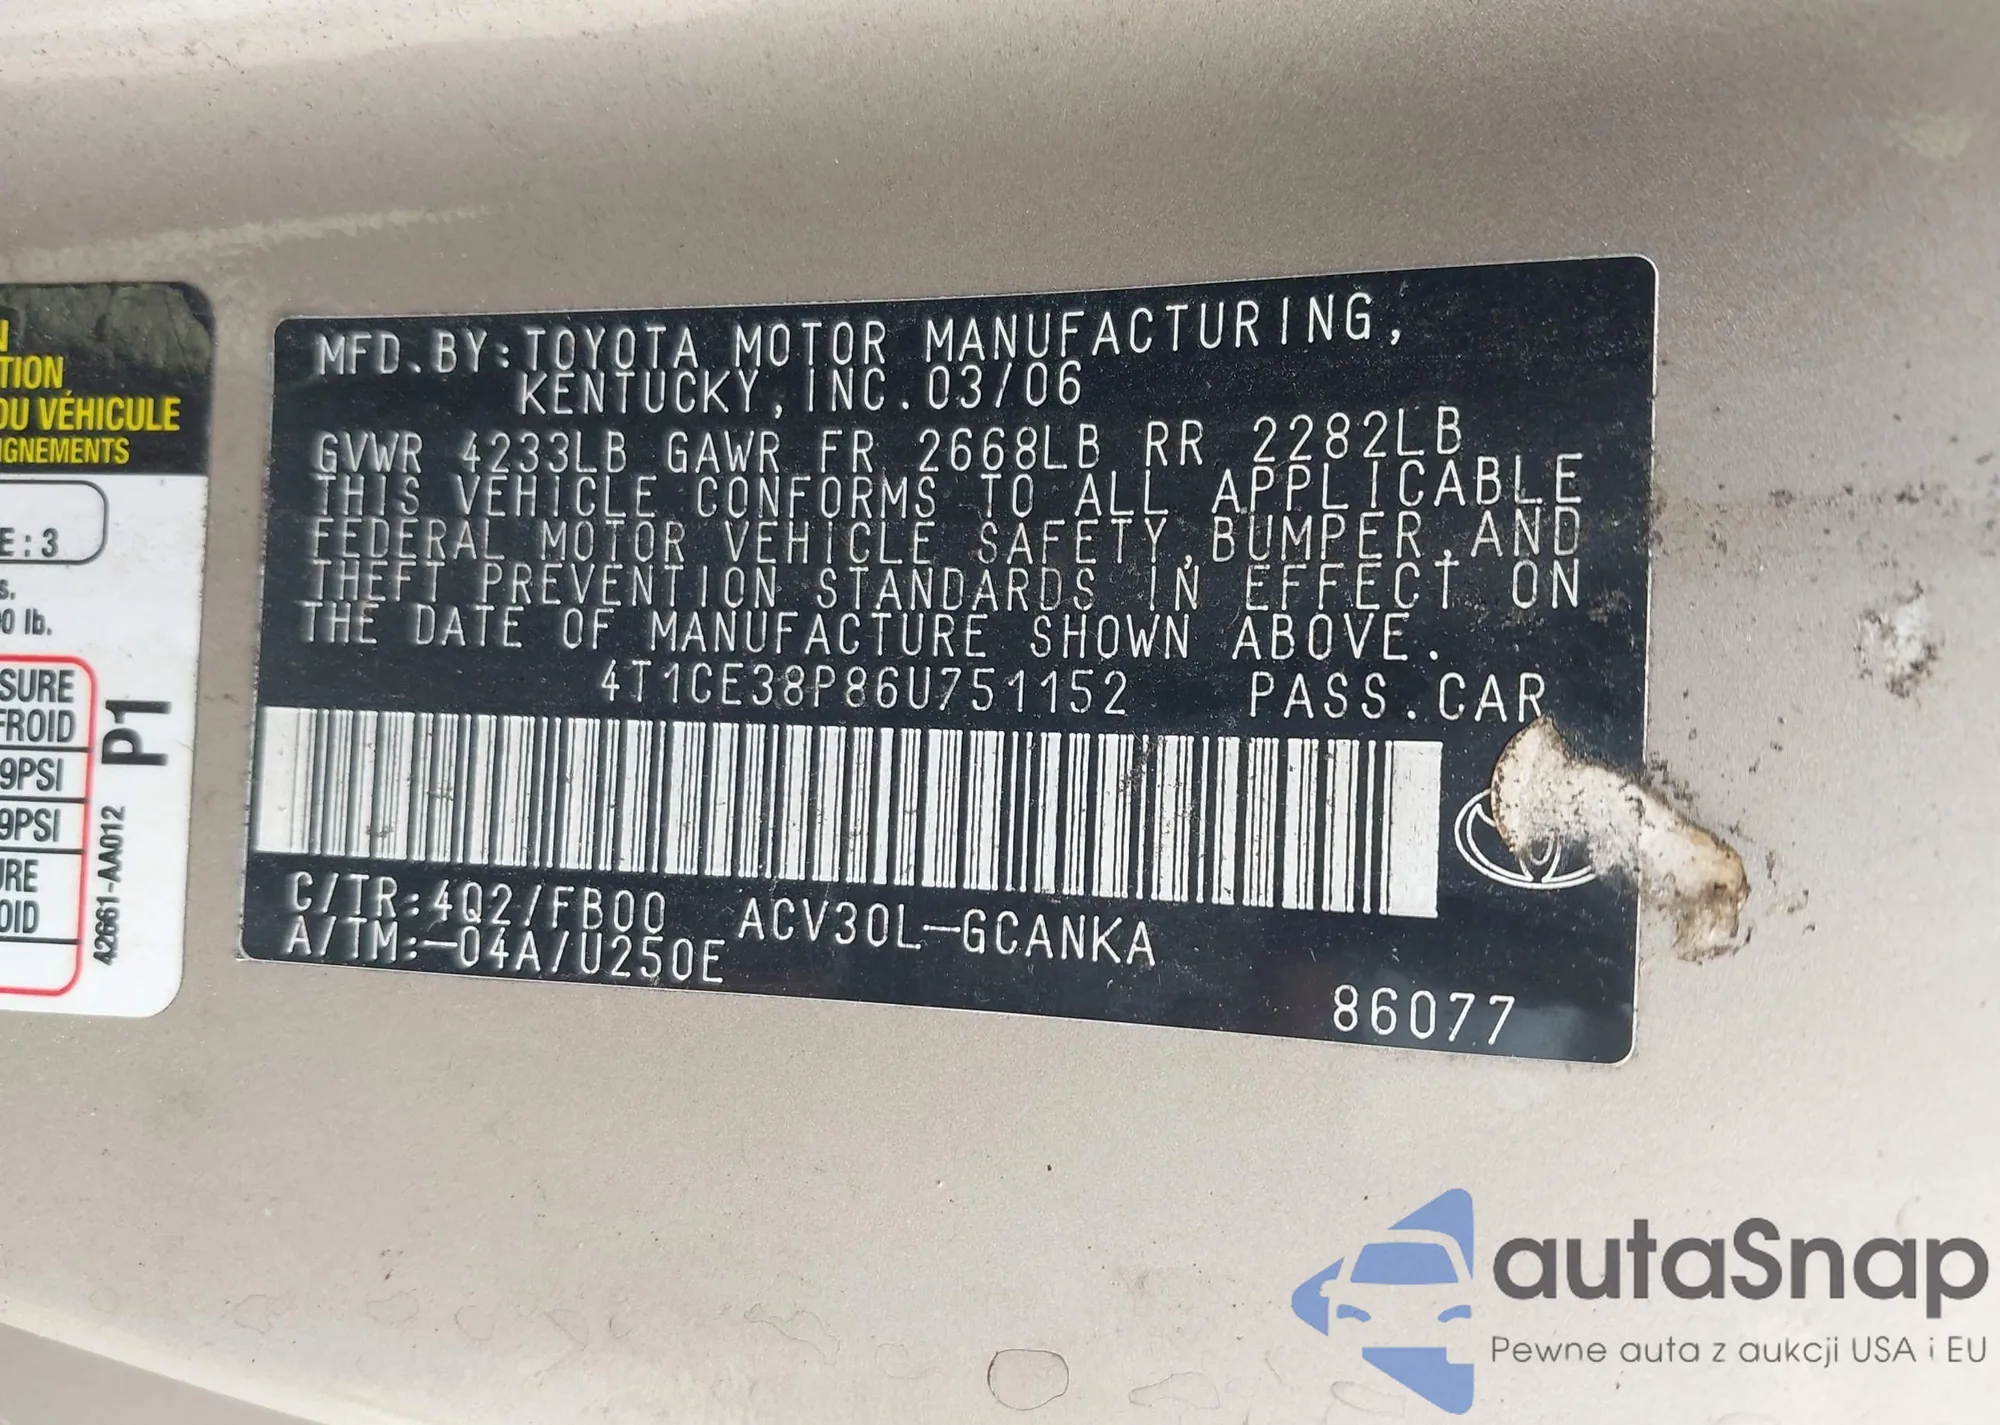 N
TION
DU VÉHICULE
IGNEMENTS
E : 3
s.
0 lb.
SURE
FROID
9PSI
9PSI
URE
OID
P1
42661-AA012
MFD.BY:TOYOTA MOTOR MANUFACTURING,
KENTUCKY,INC.03/06
GVWR 4233LB GAWR FR 2668LB RR 2282LB
THIS VEHICLE CONFORMS TO ALL APPLICABLE
FEDERAL MOTOR VEHICLE SAFETY,BUMPER,AND
THEFT PREVENTION STANDARDS IN EFFECT ON
THE DATE OF MANUFACTURE SHOWN ABOVE.
4T1CE38P86U751152 PASS.CAR
C/TR:4Q2/FB00 ACV30L-GCANKA
A/TM:-04A/U250E
86077
autaSnap
Pewne auta z aukcji USA i EU